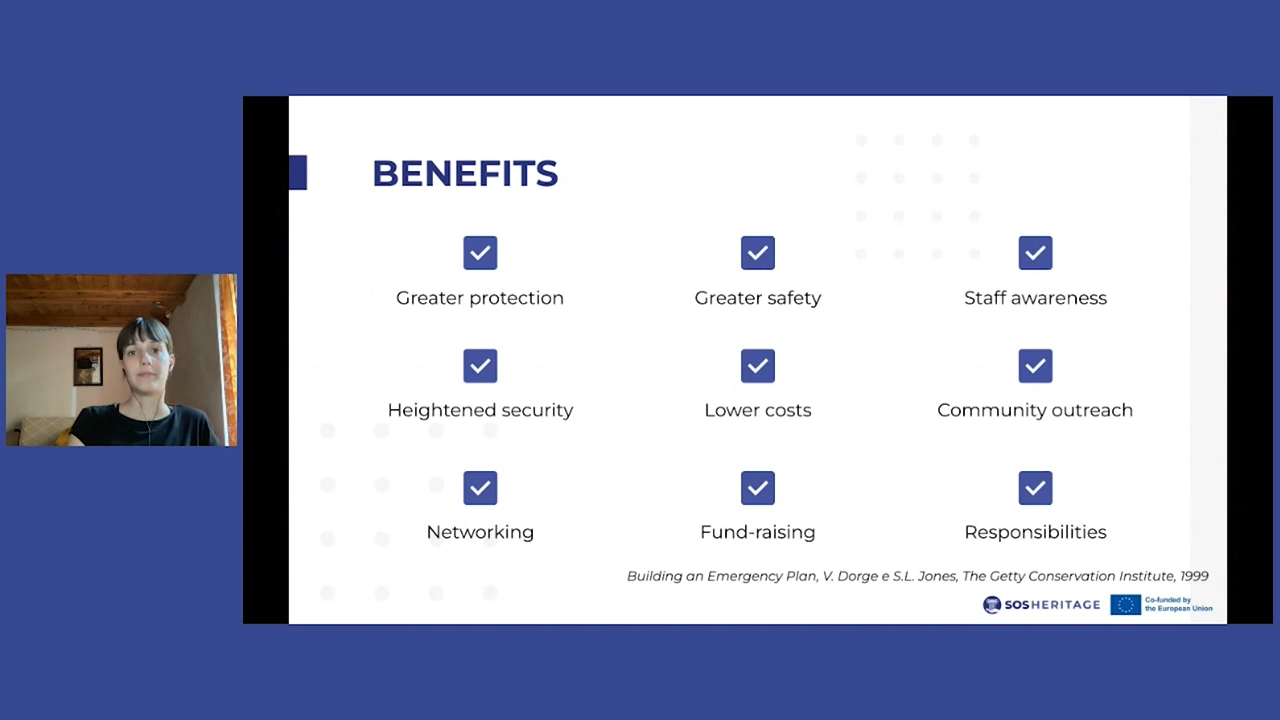 BENEFITS
Greater protection
Greater safety
Staff awareness
Heightened security
Lower costs
Community outreach
Networking
Fund-raising
Responsibilities
Building an Emergency Plan, V. Dorge e S.L. Jones, The Getty Conservation Institute, 1999
SOSHERITAGE
Co-funded by
the European Union